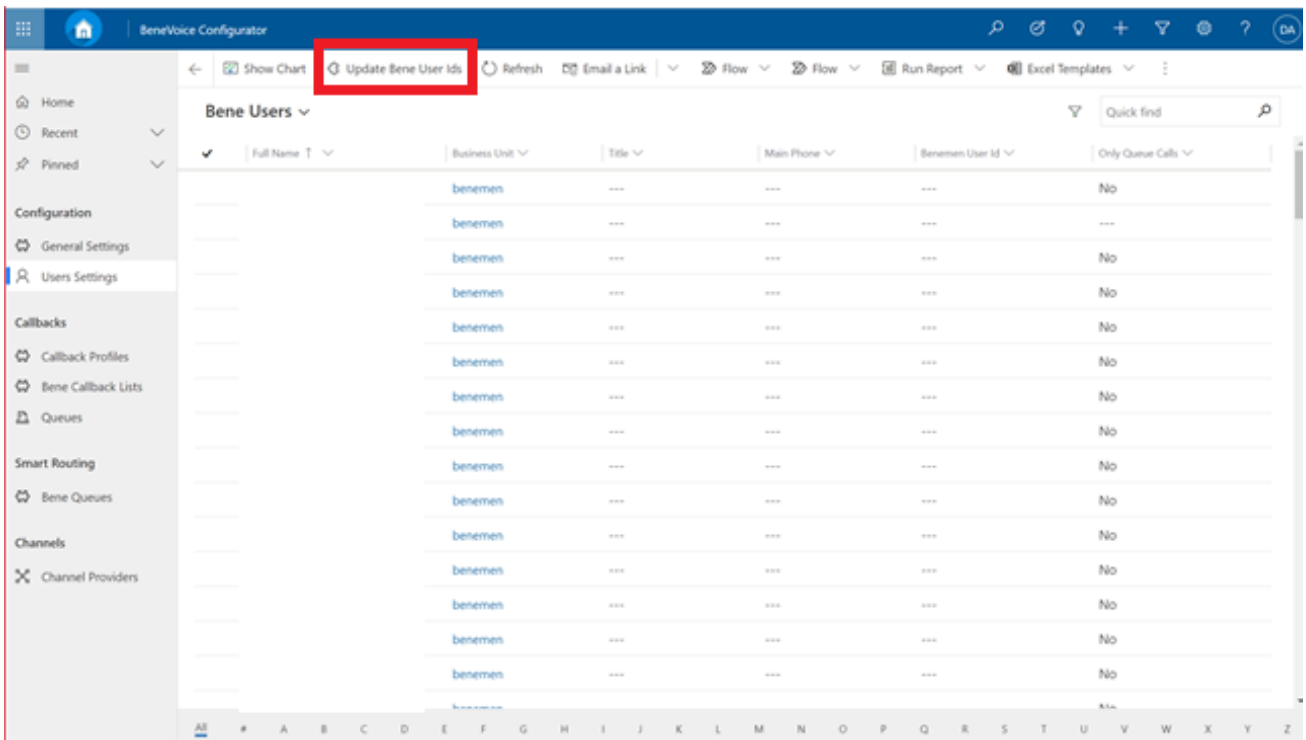 BeneVoice Configurator DA
Show Chart Update Bene User Ids Refresh Email a Link Flow Flow Run Report Excel Templates
Home
Recent
Pinned
Configuration
General Settings
Users Settings
Callbacks
Callback Profiles
Bene Callback Lists
Queues
Smart Routing
Bene Queues
Channels
Channel Providers
Bene Users Quick find
Full Name ↑ Business Unit Title Main Phone Benemen User Id Only Queue Calls
benemen --- --- --- No
benemen --- --- --- ---
benemen --- --- --- No
benemen --- --- --- No
benemen --- --- --- No
benemen --- --- --- No
benemen --- --- --- No
benemen --- --- --- No
benemen --- --- --- No
benemen --- --- --- No
benemen --- --- --- No
benemen --- --- --- No
benemen --- --- --- No
benemen --- --- --- No
benemen --- --- --- No
All # A B C D E F G H I J K L M N O P Q R S T U V W X Y Z